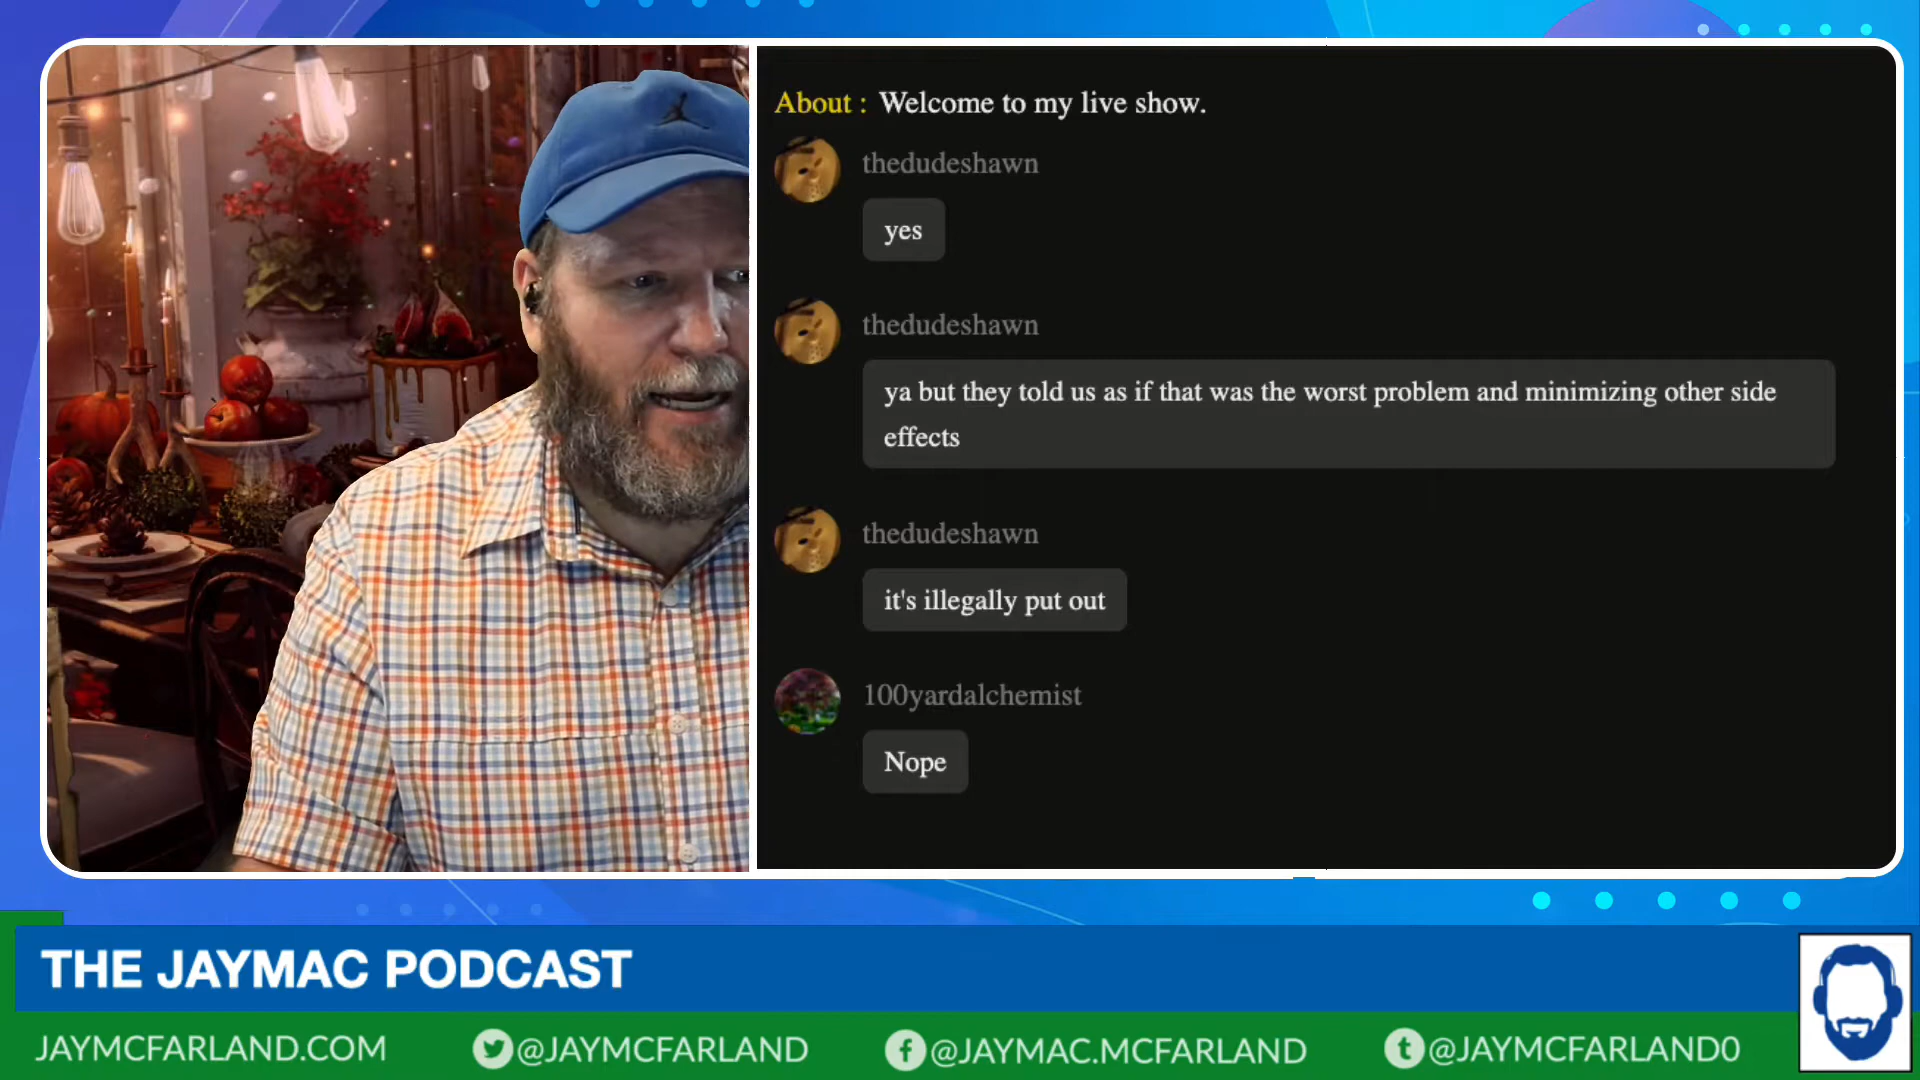 About : Welcome to my live show.
thedudeshawn
yes
thedudeshawn
ya but they told us as if that was the worst problem and minimizing other side
effects
thedudeshawn
it's illegally put out
100yardalchemist
Nope
THE JAYMAC PODCAST
JAYMCFARLAND.COM
@JAYMCFARLAND
f @JAYMAC.MCFARLAND
t @JAYMCFARLAND0